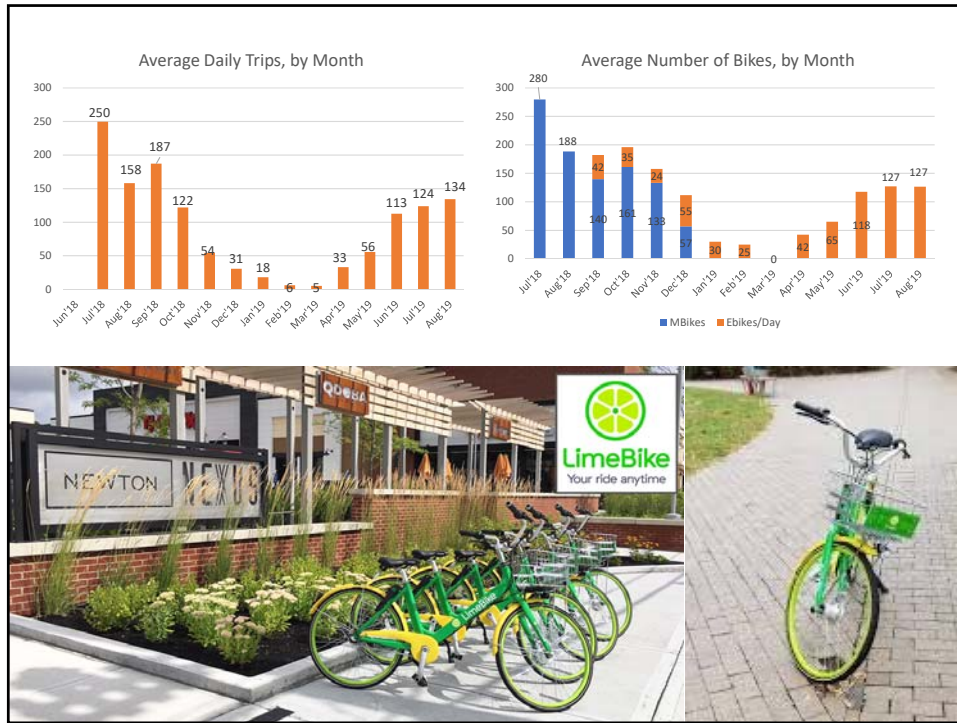 Average Daily Trips, by Month
300
250
200
150
100
50
0
250
158
187
122
54
31
18
6
5
33
56
113
124
134
Jun'18
Jul'18
Aug'18
Sep'18
Oct'18
Nov'18
Dec'18
Jan'19
Feb'19
Mar'19
Apr'19
May'19
Jun'19
Jul'19
Aug'19
Average Number of Bikes, by Month
300
250
200
150
100
50
0
280
188
42
140
35
161
24
133
55
57
30
25
0
42
65
118
127
127
Jul'18
Aug'18
Sep'18
Oct'18
Nov'18
Dec'18
Jan'19
Feb'19
Mar'19
Apr'19
May'19
Jun'19
Jul'19
Aug'19
MBikes
Ebikes/Day
QDOBA
NEWTON
NEXUS
LimeBike
Your ride anytime
LimeBike